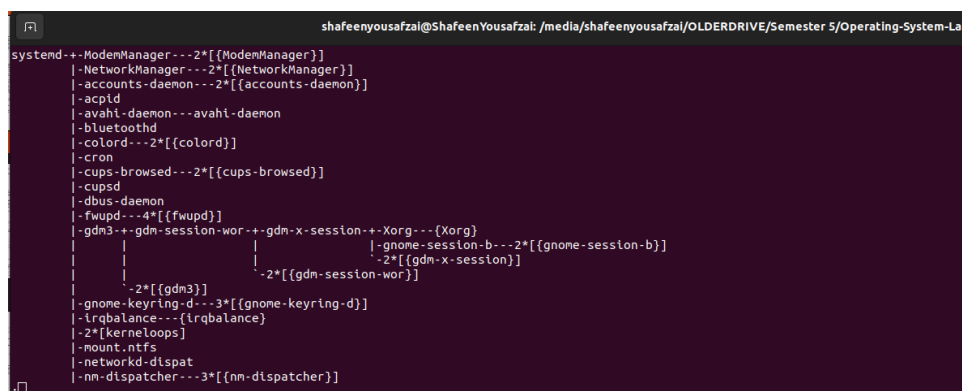 shafeenyousafzai@ShafeenYousafzai: /media/shafeenyousafzai/OLDERDRIVE/Semester 5/Operating-System-La
systemd-+-ModemManager---2*[{ModemManager}]
        |-NetworkManager---2*[{NetworkManager}]
        |-accounts-daemon---2*[{accounts-daemon}]
        |-acpid
        |-avahi-daemon---avahi-daemon
        |-bluetoothd
        |-colord---2*[{colord}]
        |-cron
        |-cups-browsed---2*[{cups-browsed}]
        |-cupsd
        |-dbus-daemon
        |-fwupd---4*[{fwupd}]
        |-gdm3-+-gdm-session-wor-+-gdm-x-session-+-Xorg---{Xorg}
        |      |                 |               |-gnome-session-b---2*[{gnome-session-b}]
        |      |                 |               `-2*[{gdm-x-session}]
        |      |                 `-2*[{gdm-session-wor}]
        |      `-2*[{gdm3}]
        |-gnome-keyring-d---3*[{gnome-keyring-d}]
        |-irqbalance---{irqbalance}
        |-2*[kerneloops]
        |-mount.ntfs
        |-networkd-dispat
        |-nm-dispatcher---3*[{nm-dispatcher}]